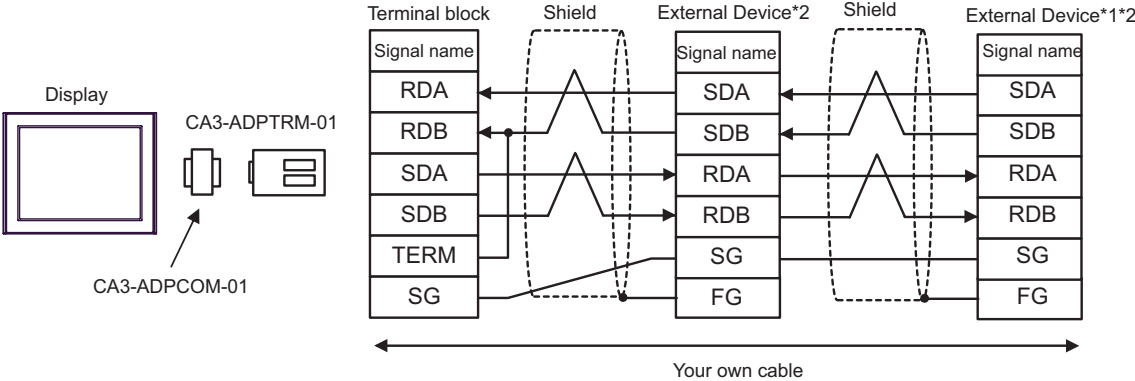 Display
CA3-ADPTRM-01
CA3-ADPCOM-01
Terminal block
Signal name
RDA
RDB
SDA
SDB
TERM
SG
Shield
External Device*2
Signal name
SDA
SDB
RDA
RDB
SG
FG
Shield
External Device*1*2
Signal name
SDA
SDB
RDA
RDB
SG
FG
Your own cable